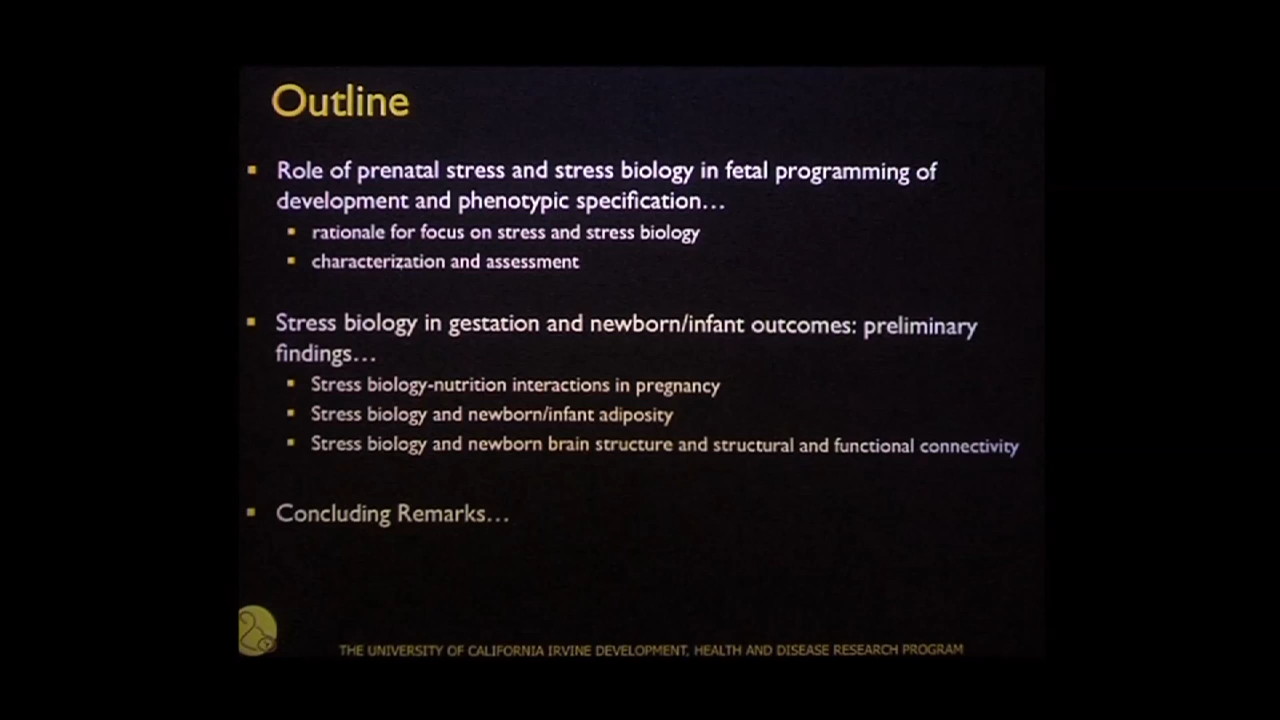 Outline
▪ Role of prenatal stress and stress biology in fetal programming of
development and phenotypic specification…
▪ rationale for focus on stress and stress biology
▪ characterization and assessment
▪ Stress biology in gestation and newborn/infant outcomes: preliminary
findings…
▪ Stress biology-nutrition interactions in pregnancy
▪ Stress biology and newborn/infant adiposity
▪ Stress biology and newborn brain structure and structural and functional connectivity
▪ Concluding Remarks…
THE UNIVERSITY OF CALIFORNIA IRVINE DEVELOPMENT, HEALTH AND DISEASE RESEARCH PROGRAM